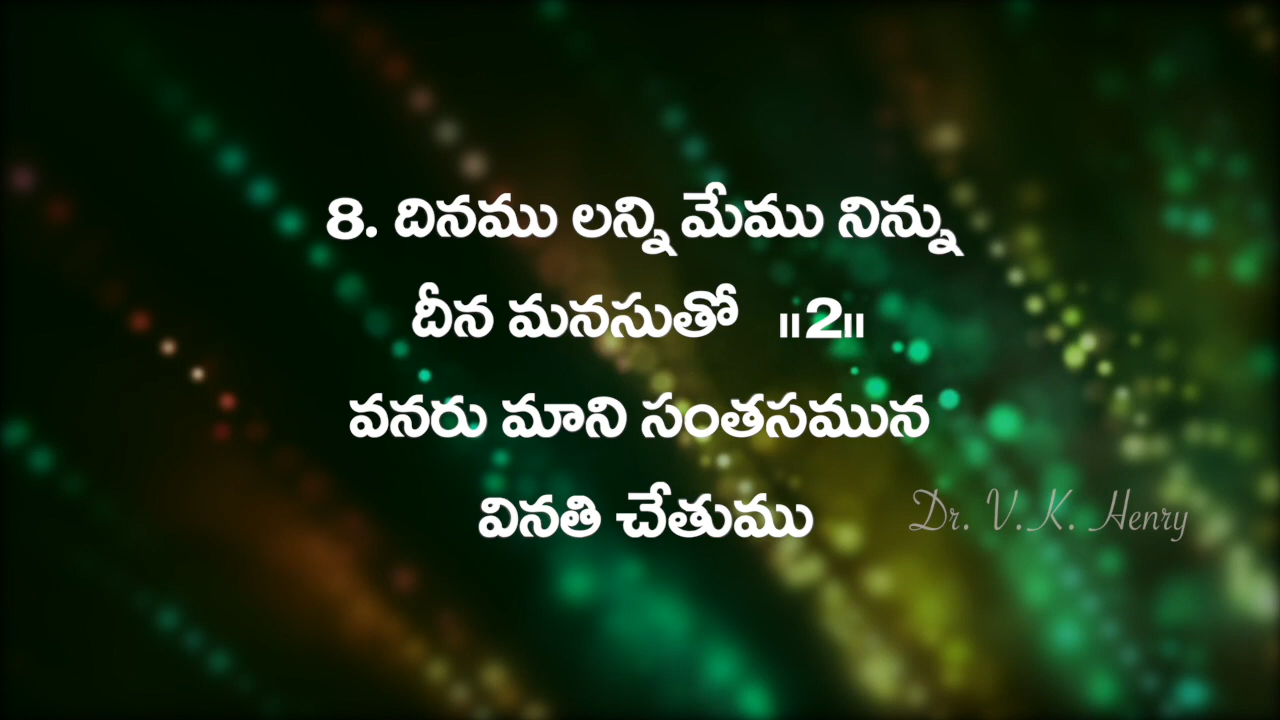 8. దినము లన్ని మేము నిన్ను
దీన మనసుతో ॥2॥
వనరు మాని సంతసమున
వినతి చేతుము
Dr. V. K. Henry